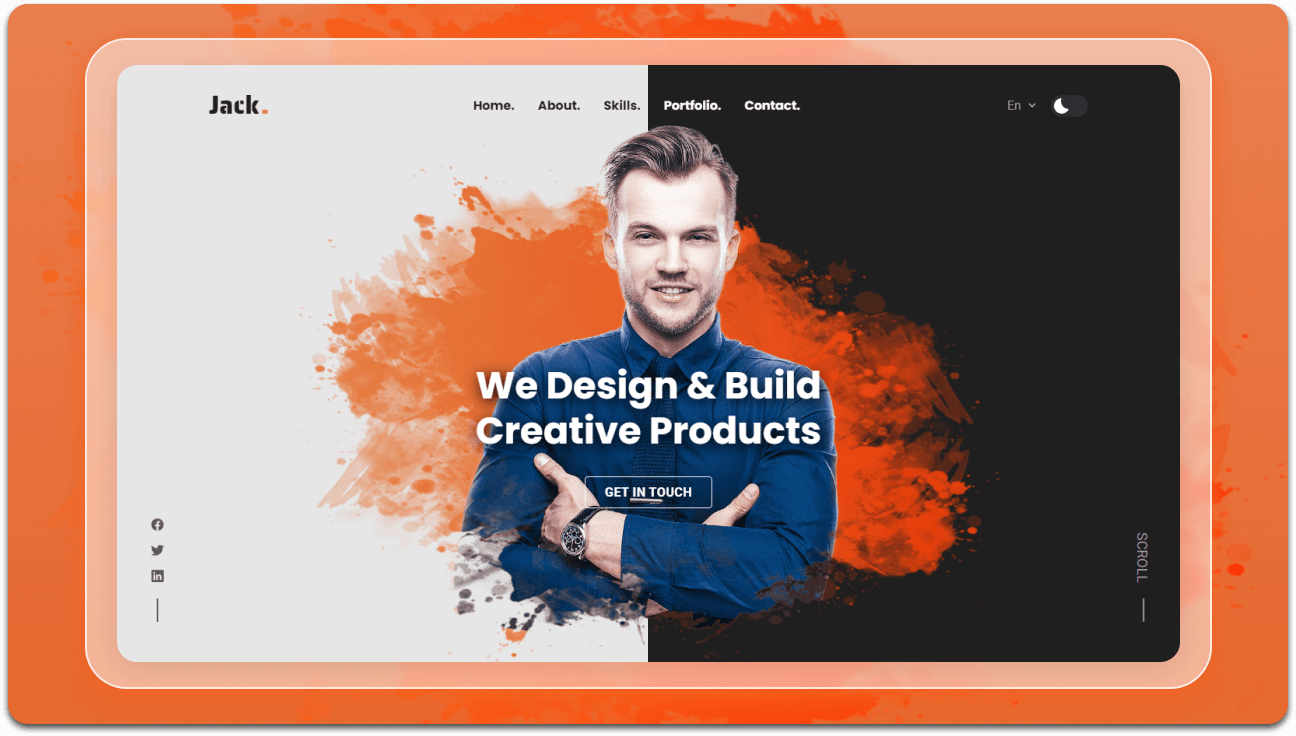 Jack.
Home. About. Skills. Portfolio. Contact.
En
We Design & Build
Creative Products
GET IN TOUCH
SCROLL